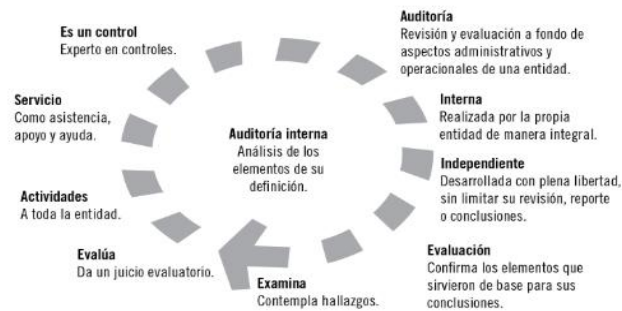 Auditoría
Revisión y evaluación a fondo de
aspectos administrativos y
operacionales de una entidad.
Interna
Realizada por la propia
entidad de manera integral.
Independiente
Desarrollada con plena libertad,
sin limitar su revisión, reporte
o conclusiones.
Evaluación
Confirma los elementos que
sirvieron de base para sus
conclusiones.
Examina
Contempla hallazgos.
Evalúa
Da un juicio evaluatorio.
Actividades
A toda la entidad.
Servicio
Como asistencia,
apoyo y ayuda.
Es un control
Experto en controles.
Auditoría interna
Análisis de los
elementos de su
definición.